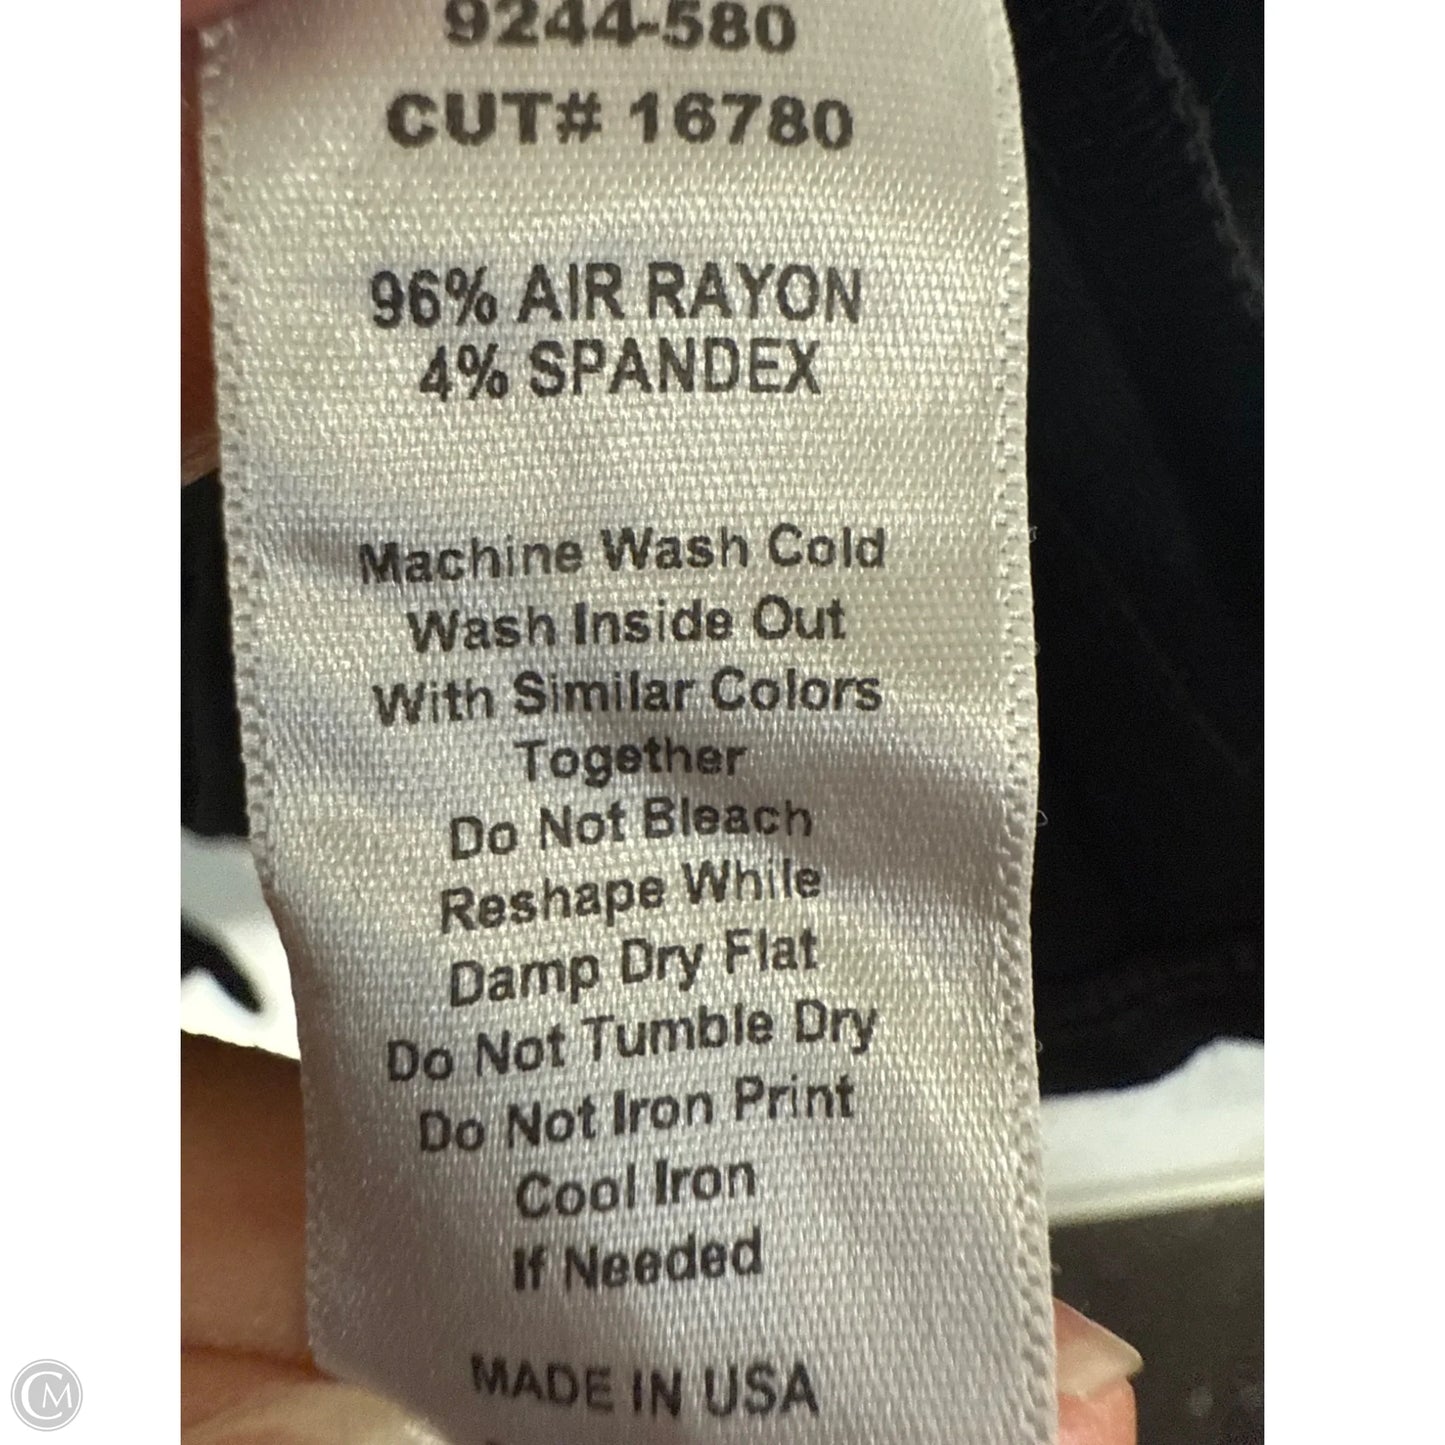 9244-580
CUT# 16780
96% AIR RAYON
4% SPANDEX
Machine Wash Cold
Wash Inside Out
With Similar Colors
Together
Do Not Bleach
Reshape While
Damp Dry Flat
Do Not Tumble Dry
Do Not Iron Print
Cool Iron
If Needed
MADE IN USA
CM